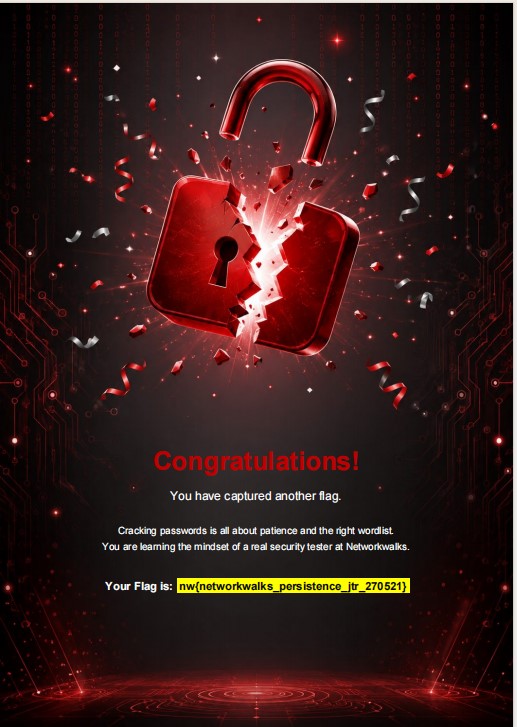 Congratulations!
You have captured another flag.
Cracking passwords is all about patience and the right wordlist.
You are learning the mindset of a real security tester at Networkwalks.
Your Flag is: nw{networkwalks_persistence_jtr_270521}